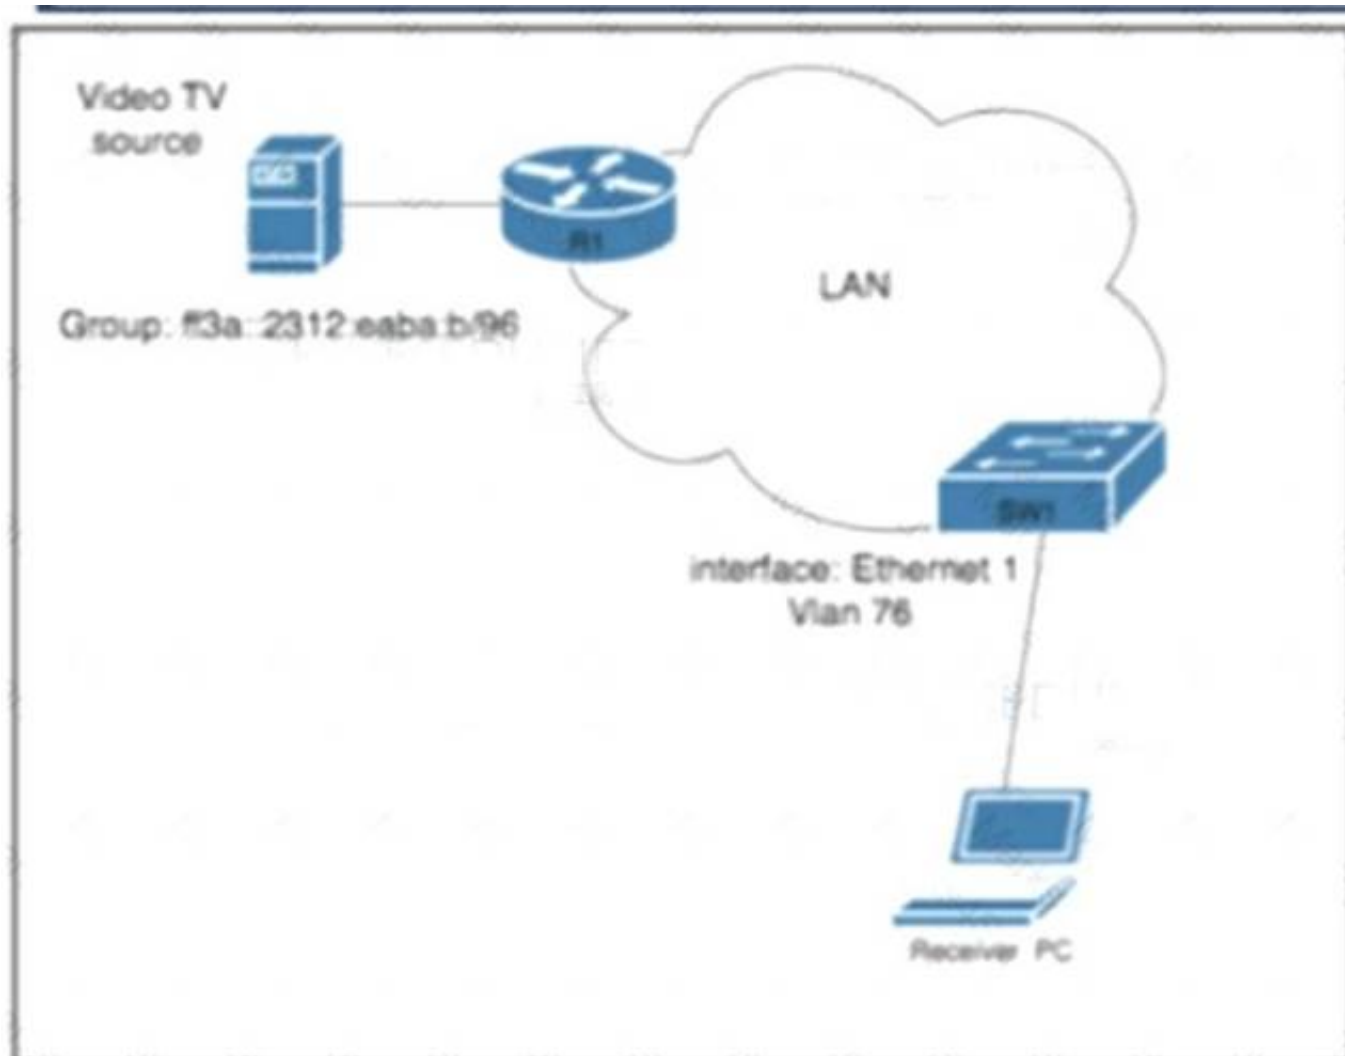 Video TV
source
R1
LAN
Group: ff3a::2312:eaba:b/96
SW1
interface: Ethernet 1
Vlan 76
Receiver PC